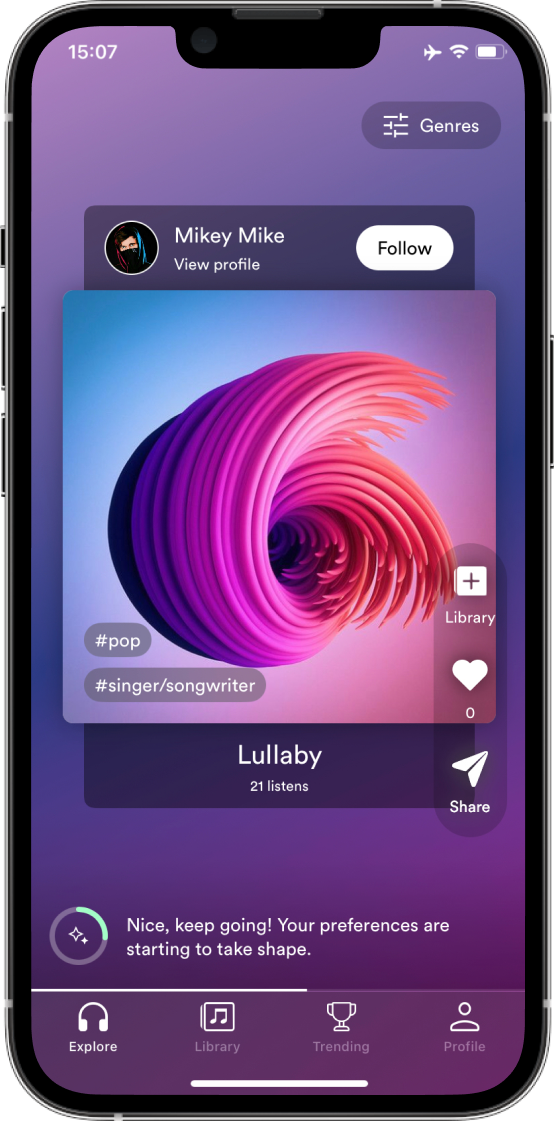 15:07
Genres
Mikey Mike
View profile
Follow
Library
#pop
#singer/songwriter
0
Lullaby
21 listens
Share
Nice, keep going! Your preferences are
starting to take shape.
Explore
Library
Trending
Profile